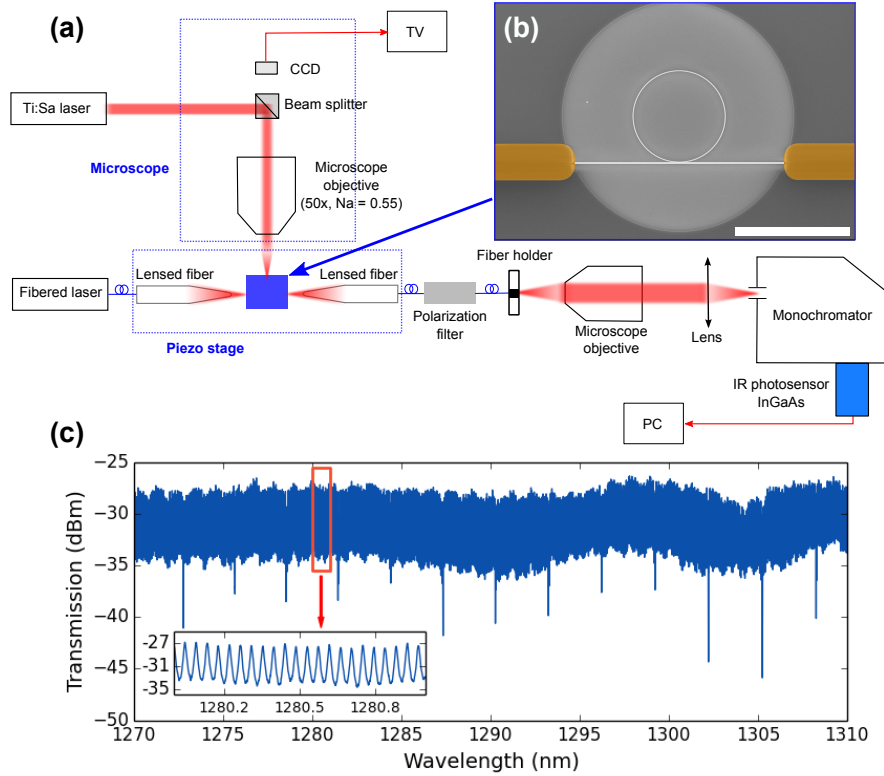 (a)
TV
(b)
CCD
Ti:Sa laser
Beam splitter
Microscope
Microscope
objective
(50x, Na = 0.55)
Fibered laser
Lensed fiber
Lensed fiber
Piezo stage
Polarization
filter
Fiber holder
Microscope
objective
Lens
Monochromator
IR photosensor
InGaAs
PC
(c)
Transmission (dBm)
−25
−30
−35
−40
−45
−50
-27
-31
-35
1280.2 1280.5 1280.8
1270 1275 1280 1285 1290 1295 1300 1305 1310
Wavelength (nm)